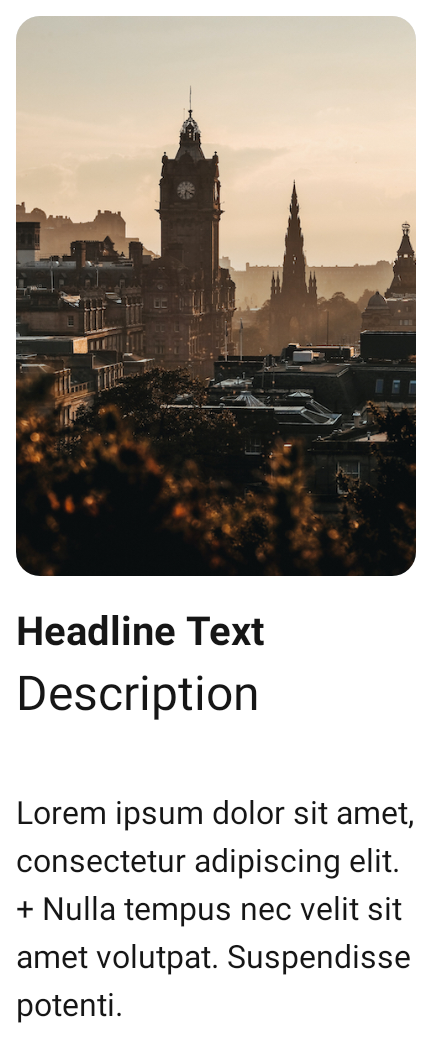 Headline Text
Description
Lorem ipsum dolor sit amet,
consectetur adipiscing elit.
+ Nulla tempus nec velit sit
amet volutpat. Suspendisse
potenti.